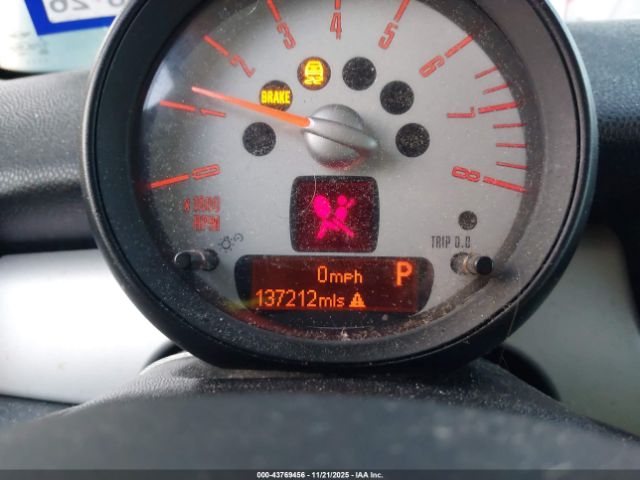 0 1 2 3 4 5 6 7 8
BRAKE
RPM
TRIP 0.0
0mph P
137212mls
000-43769456 - 11/21/2025 - IAA Inc.